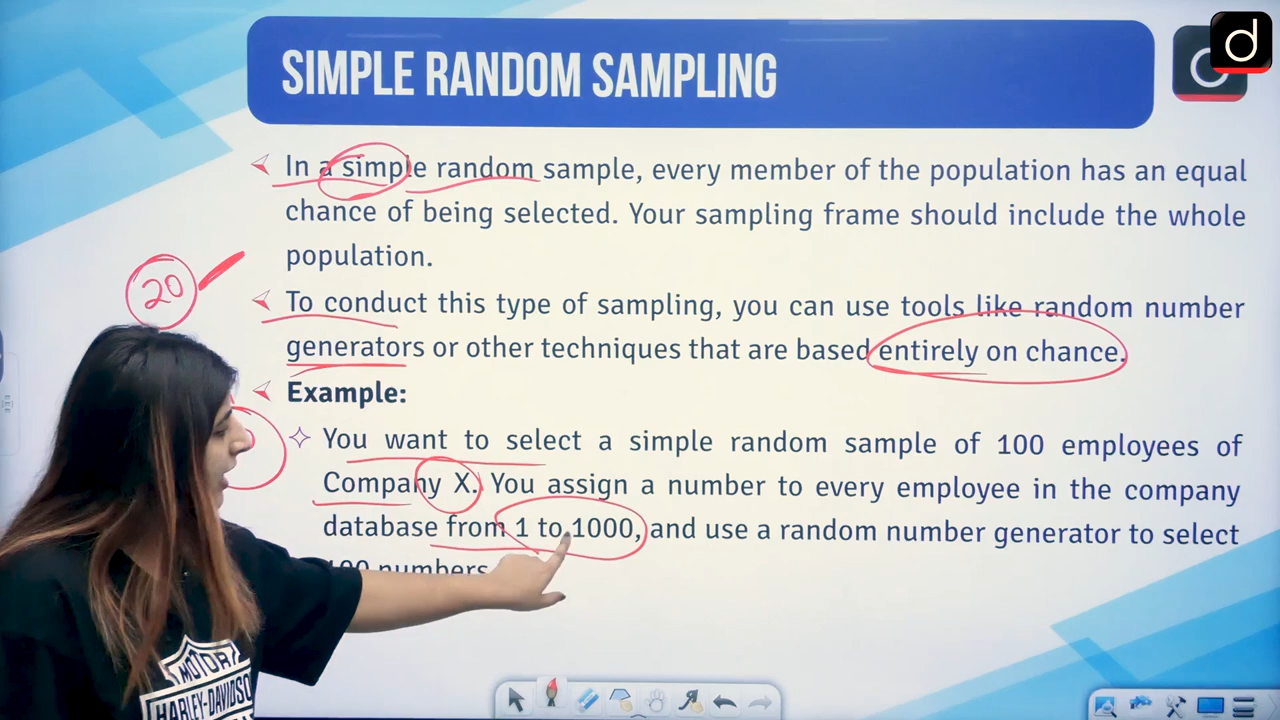 d
SIMPLE RANDOM SAMPLING
In a simple random sample, every member of the population has an equal
chance of being selected. Your sampling frame should include the whole
population.
20
To conduct this type of sampling, you can use tools like random number
generators or other techniques that are based entirely on chance.
Example:
You want to select a simple random sample of 100 employees of
Company X. You assign a number to every employee in the company
database from 1 to 1000, and use a random number generator to select
100 numbers
MOTOR
HARLEY-DAVIDSON